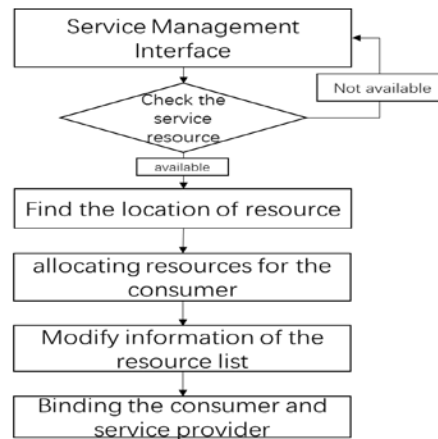 Service Management
Interface
Not available
Check the
service
resource
available
Find the location of resource
allocating resources for the
consumer
Modify information of the
resource list
Binding the consumer and
service provider